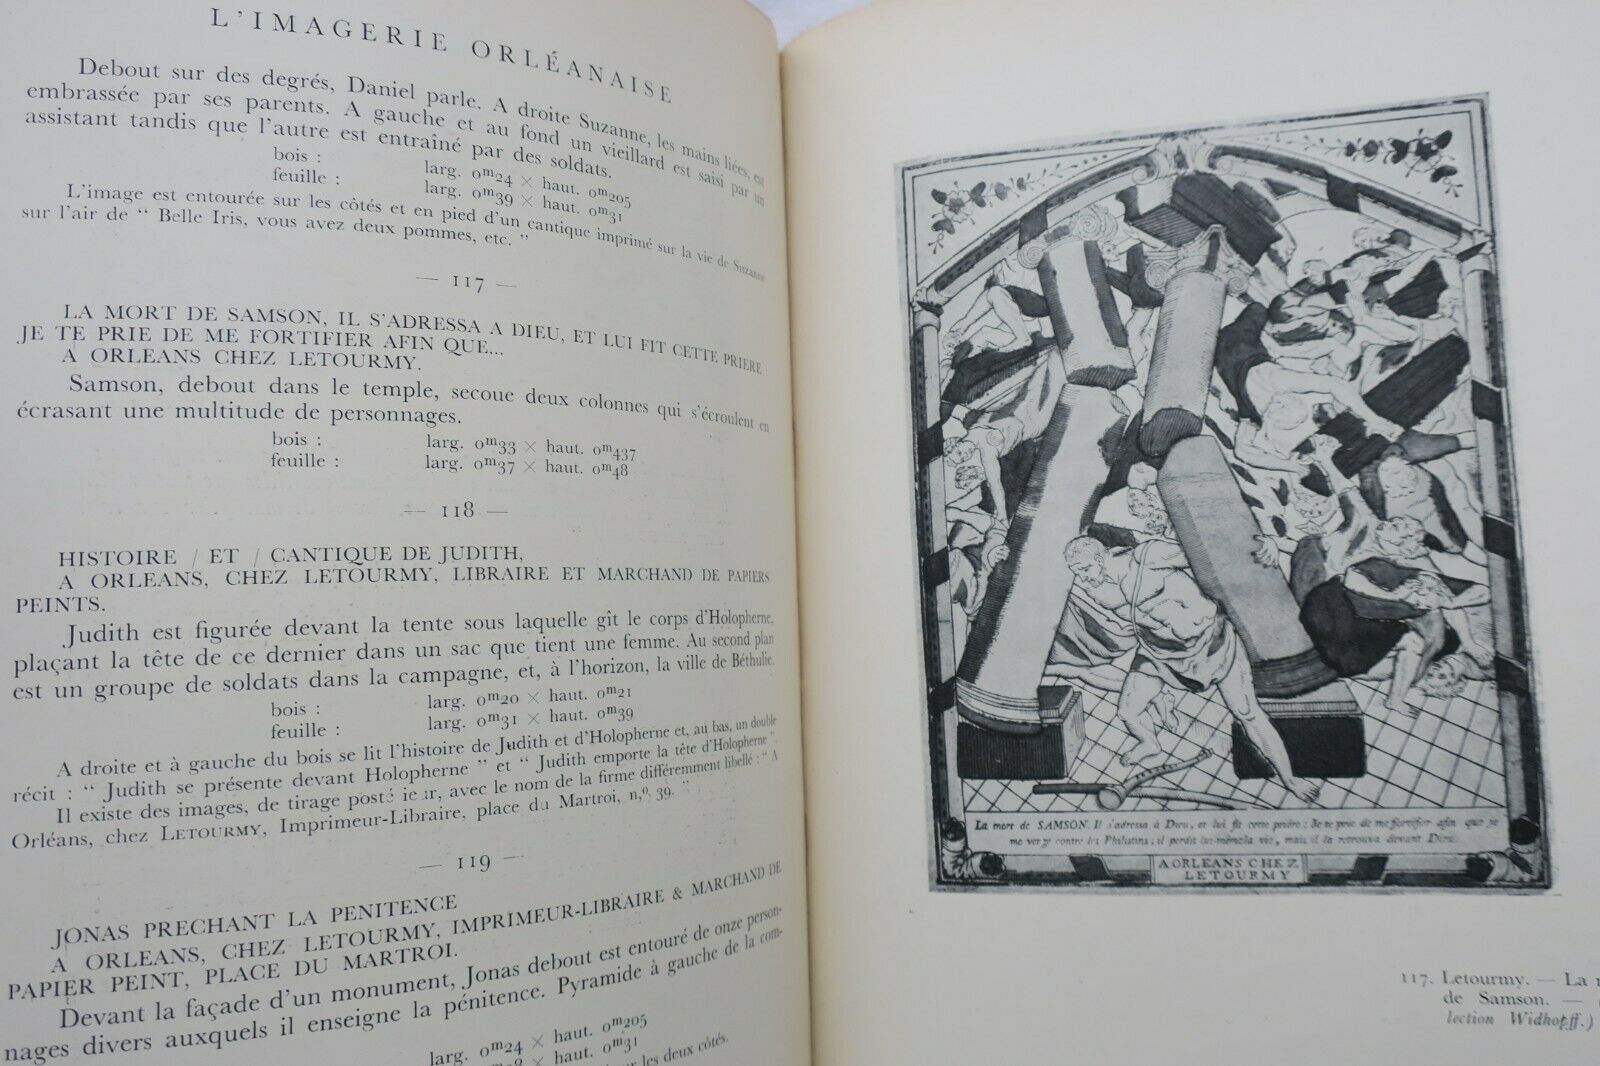 L'IMAGERIE ORLÉANAISE
Debout sur des degrés, Daniel parle. A droite Suzanne, les mains liées, est
embrassée par ses parents. A gauche et au fond un vieillard est saisi par un
assistant tandis que l'autre est entraîné par des soldats.
bois : larg. 0m24 × haut. 0m205
feuille : larg. 0m39 × haut. 0m31
L'image est entourée sur les côtés et en pied d'un cantique imprimé sur la vie de Suzanne
sur l'air de “ Belle Iris, vous avez deux pommes, etc. ”
— 117 —
LA MORT DE SAMSON, IL S'ADRESSA A DIEU, ET LUI FIT CETTE PRIERE :
JE TE PRIE DE ME FORTIFIER AFIN QUE...
A ORLEANS CHEZ LETOURMY.
Samson, debout dans le temple, secoue deux colonnes qui s'écroulent en
écrasant une multitude de personnages.
bois : larg. 0m33 × haut. 0m437
feuille : larg. 0m37 × haut. 0m48
— 118 —
HISTOIRE / ET / CANTIQUE DE JUDITH,
A ORLEANS, CHEZ LETOURMY, LIBRAIRE ET MARCHAND DE PAPIERS
PEINTS.
Judith est figurée devant la tente sous laquelle gît le corps d'Holopherne,
plaçant la tête de ce dernier dans un sac que tient une femme. Au second plan
est un groupe de soldats dans la campagne, et, à l'horizon, la ville de Béthulie.
bois : larg. 0m20 × haut. 0m21
feuille : larg. 0m31 × haut. 0m39
A droite et à gauche du bois se lit l'histoire de Judith et d'Holopherne et, au bas, un double
récit : “ Judith se présente devant Holopherne ” et “ Judith emporte la tête d'Holopherne ”.
Il existe des images, de tirage postérieur, avec le nom de la firme différemment libellé : “ A
Orléans, chez LETOURMY, Imprimeur-Libraire, place du Martroi, n.º 39. ”
— 119 —
JONAS PRECHANT LA PENITENCE
A ORLEANS, CHEZ LETOURMY, IMPRIMEUR-LIBRAIRE & MARCHAND DE
PAPIER PEINT, PLACE DU MARTROI.
Devant la façade d'un monument, Jonas debout est entouré de onze person-
nages divers auxquels il enseigne la pénitence. Pyramide à gauche de la com-
larg. 0m24 × haut. 0m205
× haut. 0m31
sur les deux côtés.
La mort de SAMSON. Il s'adressa à Dieu, et lui fit cette priére : Je te prie de me fortifier afin que je
me verge contre les Philistins ; il perdit lui-même la vie, mais il la retrouva devant Dieu.
A ORLEANS CHEZ
LETOURMY
117. Letourmy. — La
de Samson. — (
lection Widhopff.)